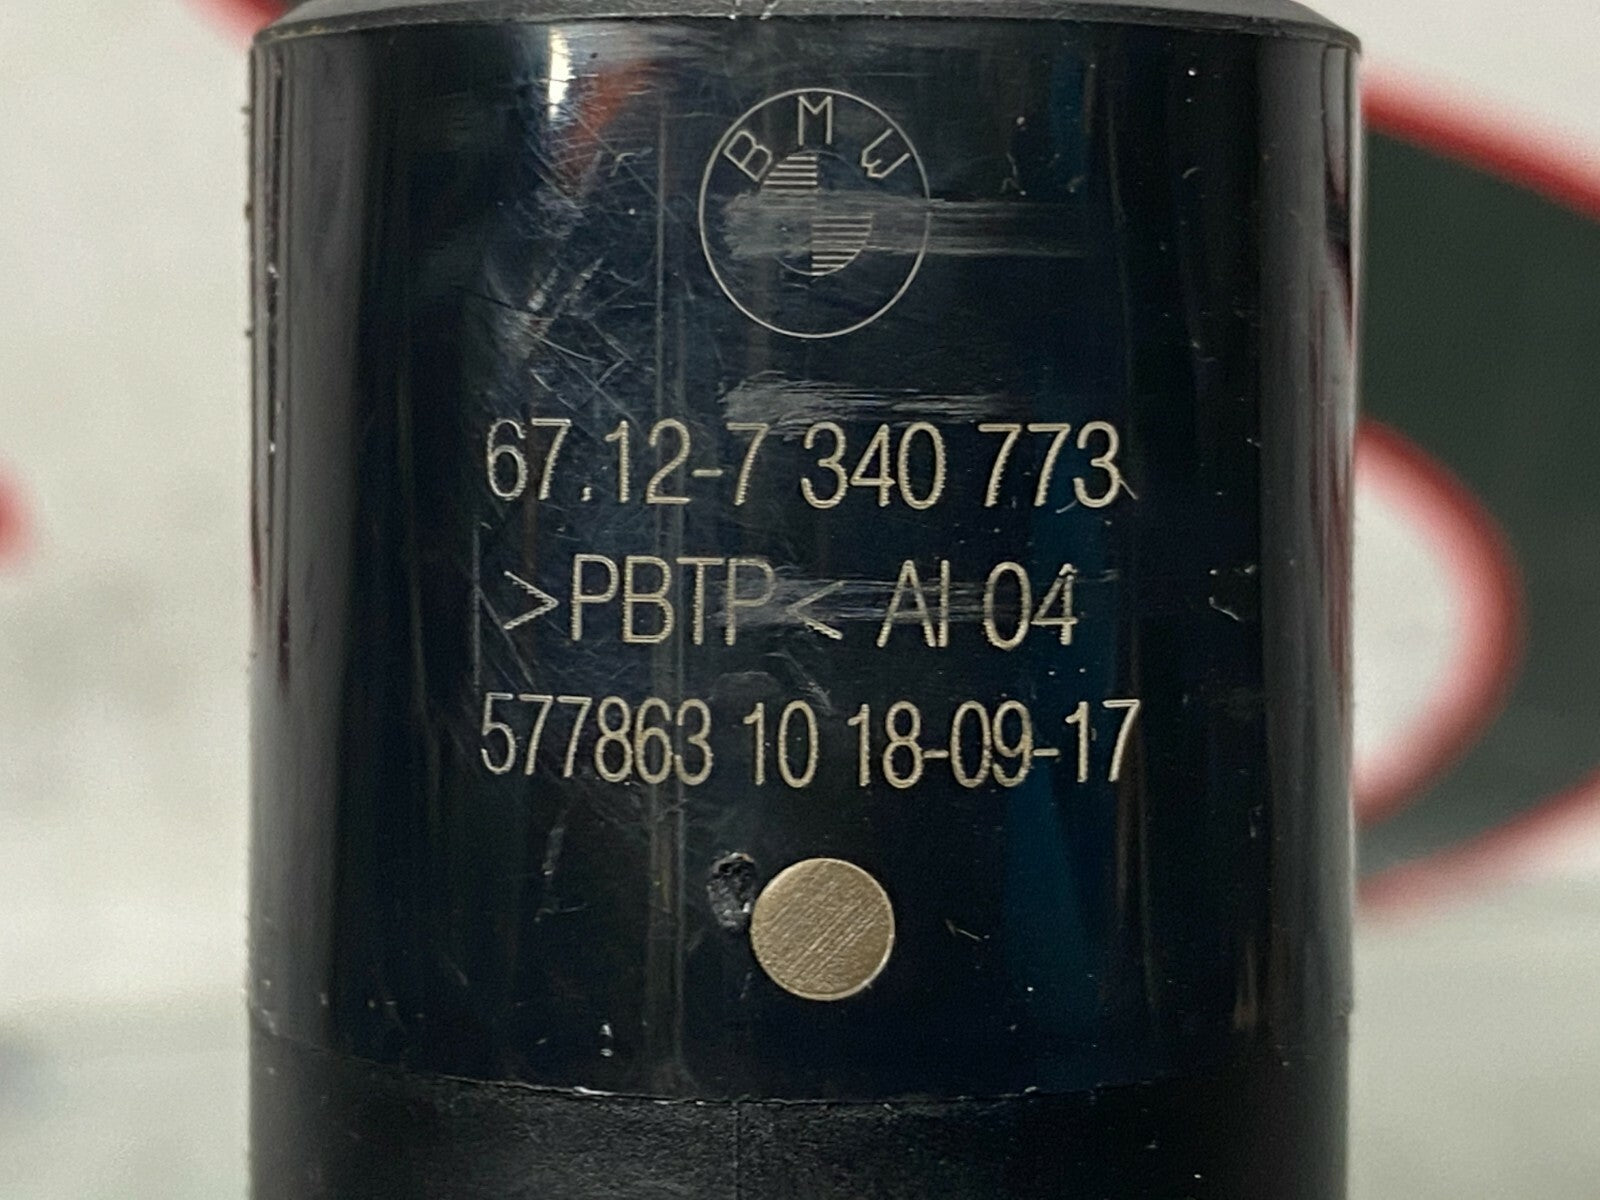 BMW
67.12-7 340 773
>PBTP< AI 04
577863 10 18-09-17